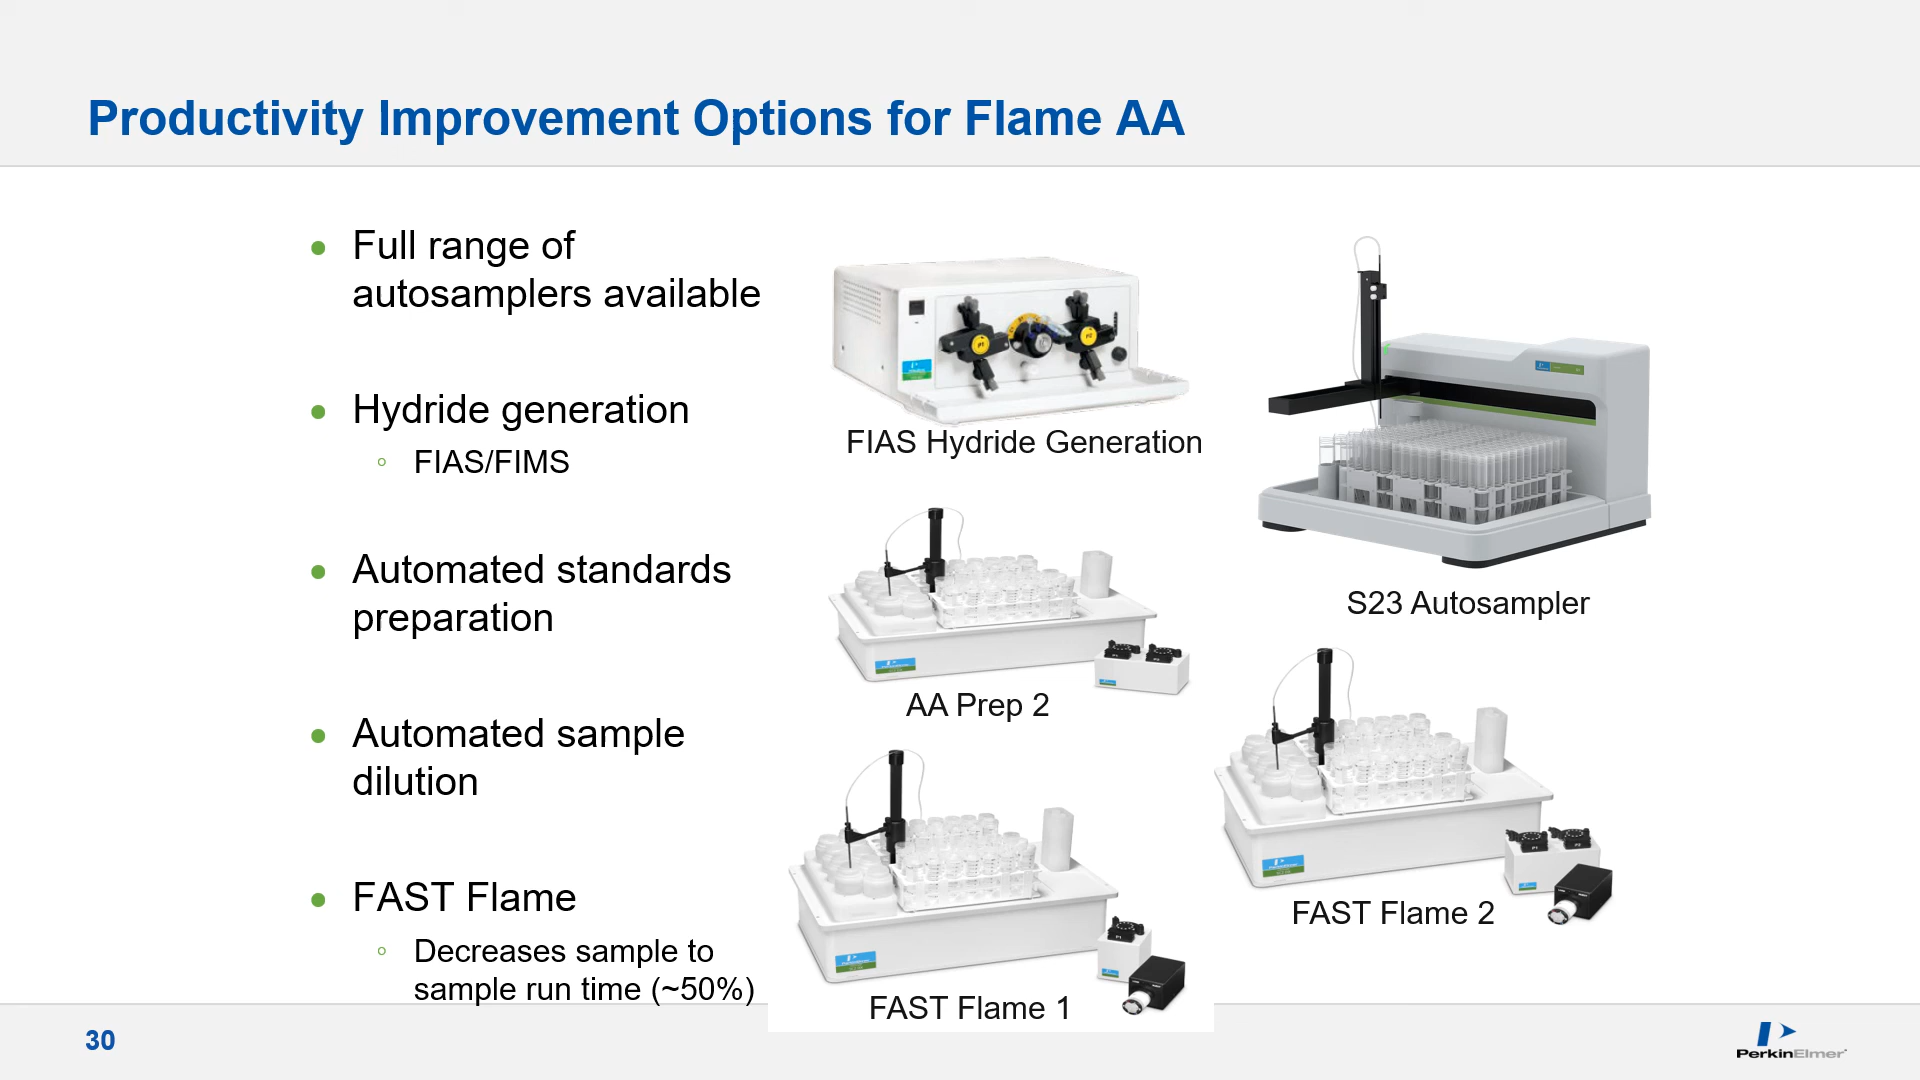 Productivity Improvement Options for Flame AA
Full range of
autosamplers available
Hydride generation
FIAS/FIMS
Automated standards
preparation
Automated sample
dilution
FAST Flame
Decreases sample to
sample run time (~50%)
FIAS Hydride Generation
S23 Autosampler
AA Prep 2
FAST Flame 2
FAST Flame 1
30
PerkinElmer